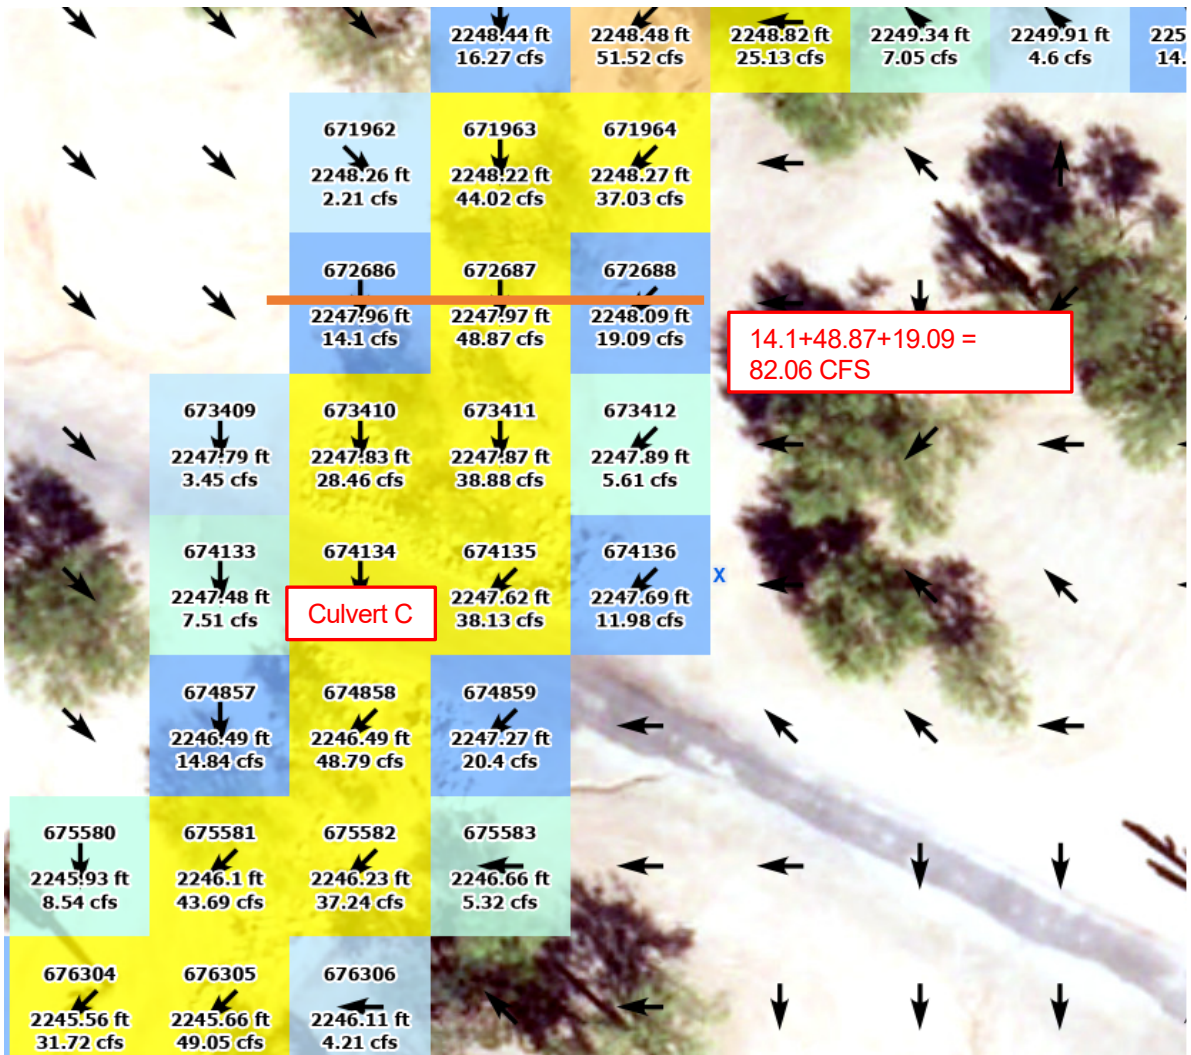 2248.44 ft
16.27 cfs
2248.48 ft
51.52 cfs
2248.82 ft
25.13 cfs
2249.34 ft
7.05 cfs
2249.91 ft
4.6 cfs
225
14.
671962
2248.26 ft
2.21 cfs
671963
2248.22 ft
44.02 cfs
671964
2248.27 ft
37.03 cfs
672686
2247.96 ft
14.1 cfs
672687
2247.97 ft
48.87 cfs
672688
2248.09 ft
19.09 cfs
14.1+48.87+19.09 =
82.06 CFS
673409
2247.79 ft
3.45 cfs
673410
2247.83 ft
28.46 cfs
673411
2247.87 ft
38.88 cfs
673412
2247.89 ft
5.61 cfs
674133
2247.48 ft
7.51 cfs
674134
Culvert C
674135
2247.62 ft
38.13 cfs
674136
2247.69 ft
11.98 cfs
X
674857
2246.49 ft
14.84 cfs
674858
2246.49 ft
48.79 cfs
674859
2247.27 ft
20.4 cfs
675580
2245.93 ft
8.54 cfs
675581
2246.1 ft
43.69 cfs
675582
2246.23 ft
37.24 cfs
675583
2246.66 ft
5.32 cfs
676304
2245.56 ft
31.72 cfs
676305
2245.66 ft
49.05 cfs
676306
2246.11 ft
4.21 cfs